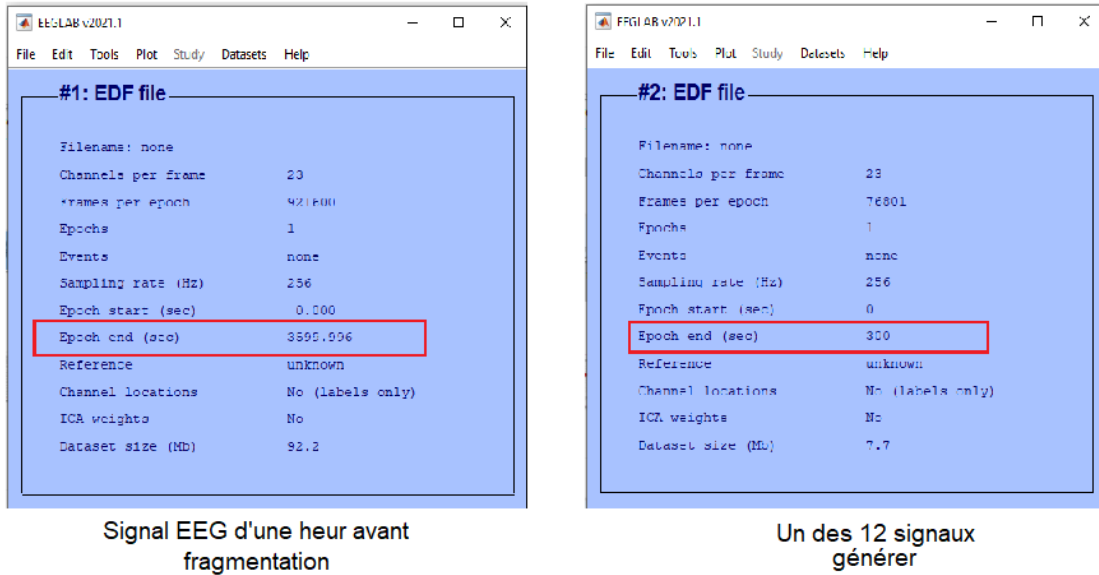 EEGLAB v2021.1
File Edit Tools Plot Study Datasets Help
#1: EDF file
Filename: none
Channels per frame 23
Frames per epoch 921600
Epochs 1
Events none
Sampling rate (Hz) 256
Epoch start (sec) 0.000
Epoch end (sec) 3599.996
Reference unknown
Channel locations No (labels only)
ICA weights No
Dataset size (Mb) 92.2
Signal EEG d'une heur avant
fragmentation
EEGLAB v2021.1
File Edit Tools Plot Study Datasets Help
#2: EDF file
Filename: none
Channels per frame 23
Frames per epoch 76801
Epochs 1
Events none
Sampling rate (Hz) 256
Epoch start (sec) 0
Epoch end (sec) 300
Reference unknown
Channel locations No (labels only)
ICA weights No
Dataset size (Mb) 7.7
Un des 12 signaux
générer